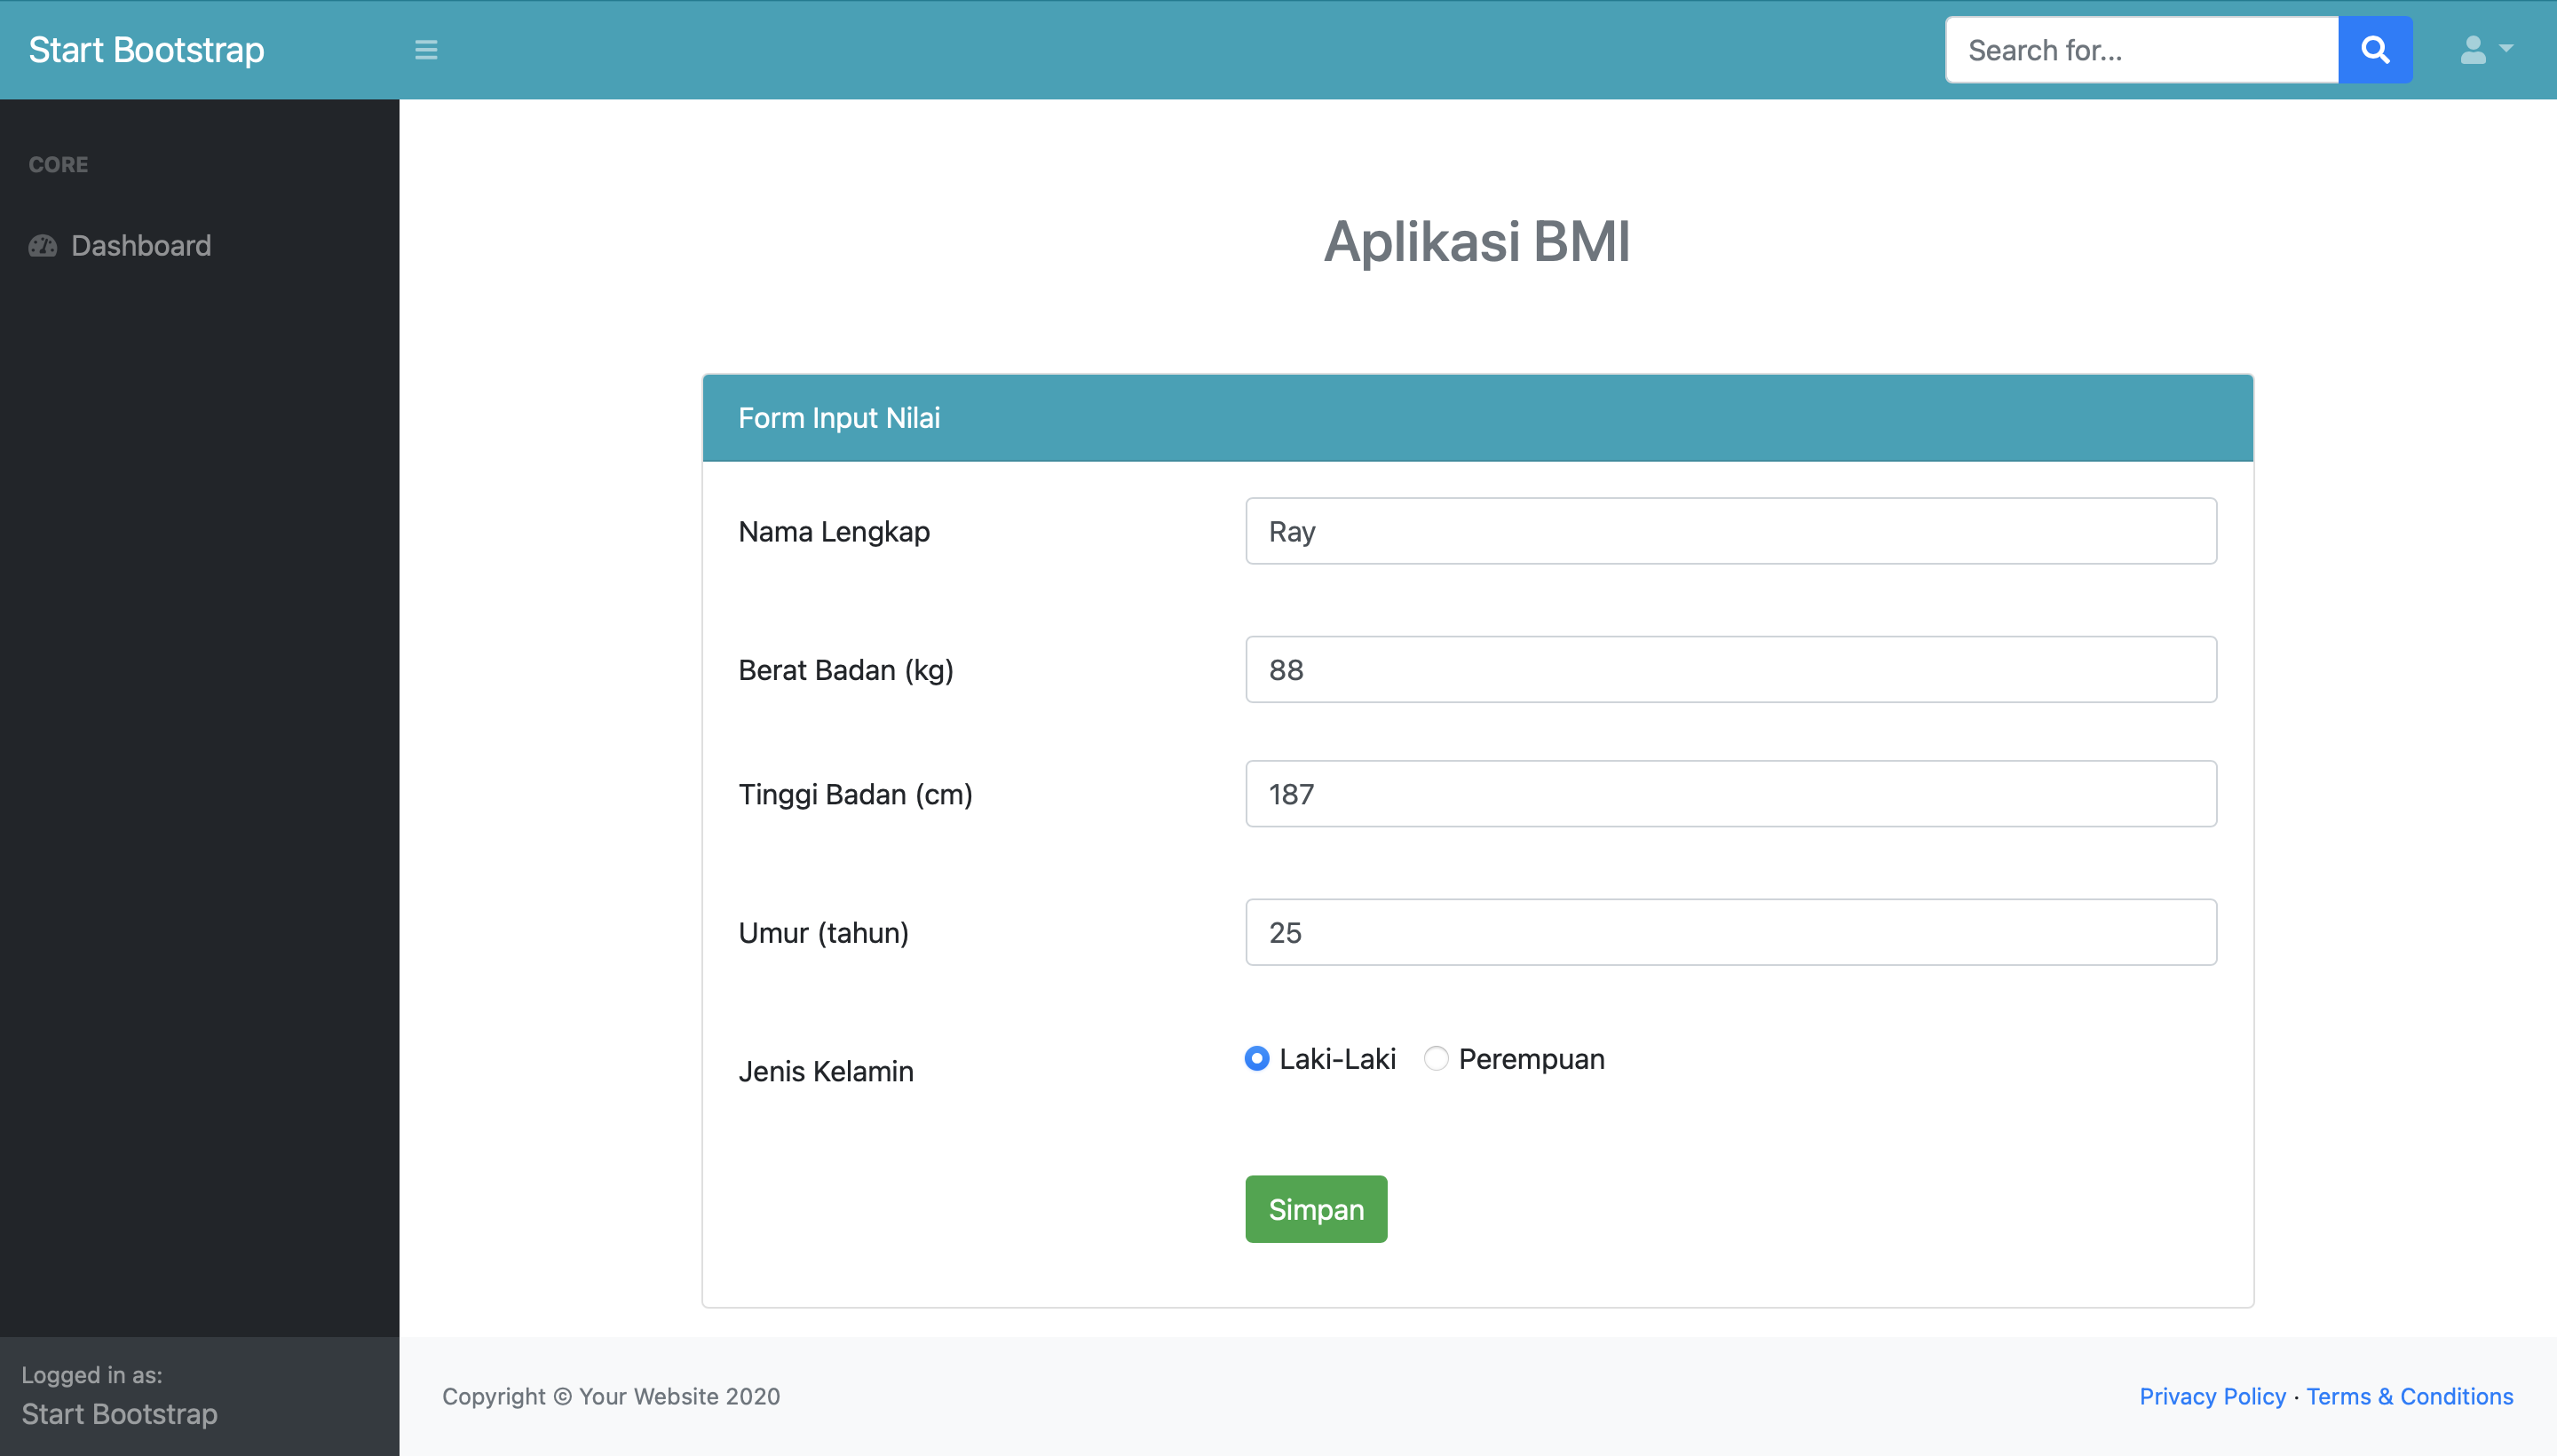 Start Bootstrap
Search for...
CORE
Dashboard
Aplikasi BMI
Form Input Nilai
Nama Lengkap
Ray
Berat Badan (kg)
88
Tinggi Badan (cm)
187
Umur (tahun)
25
Jenis Kelamin
Laki-Laki Perempuan
Simpan
Logged in as:
Start Bootstrap
Copyright © Your Website 2020
Privacy Policy · Terms & Conditions